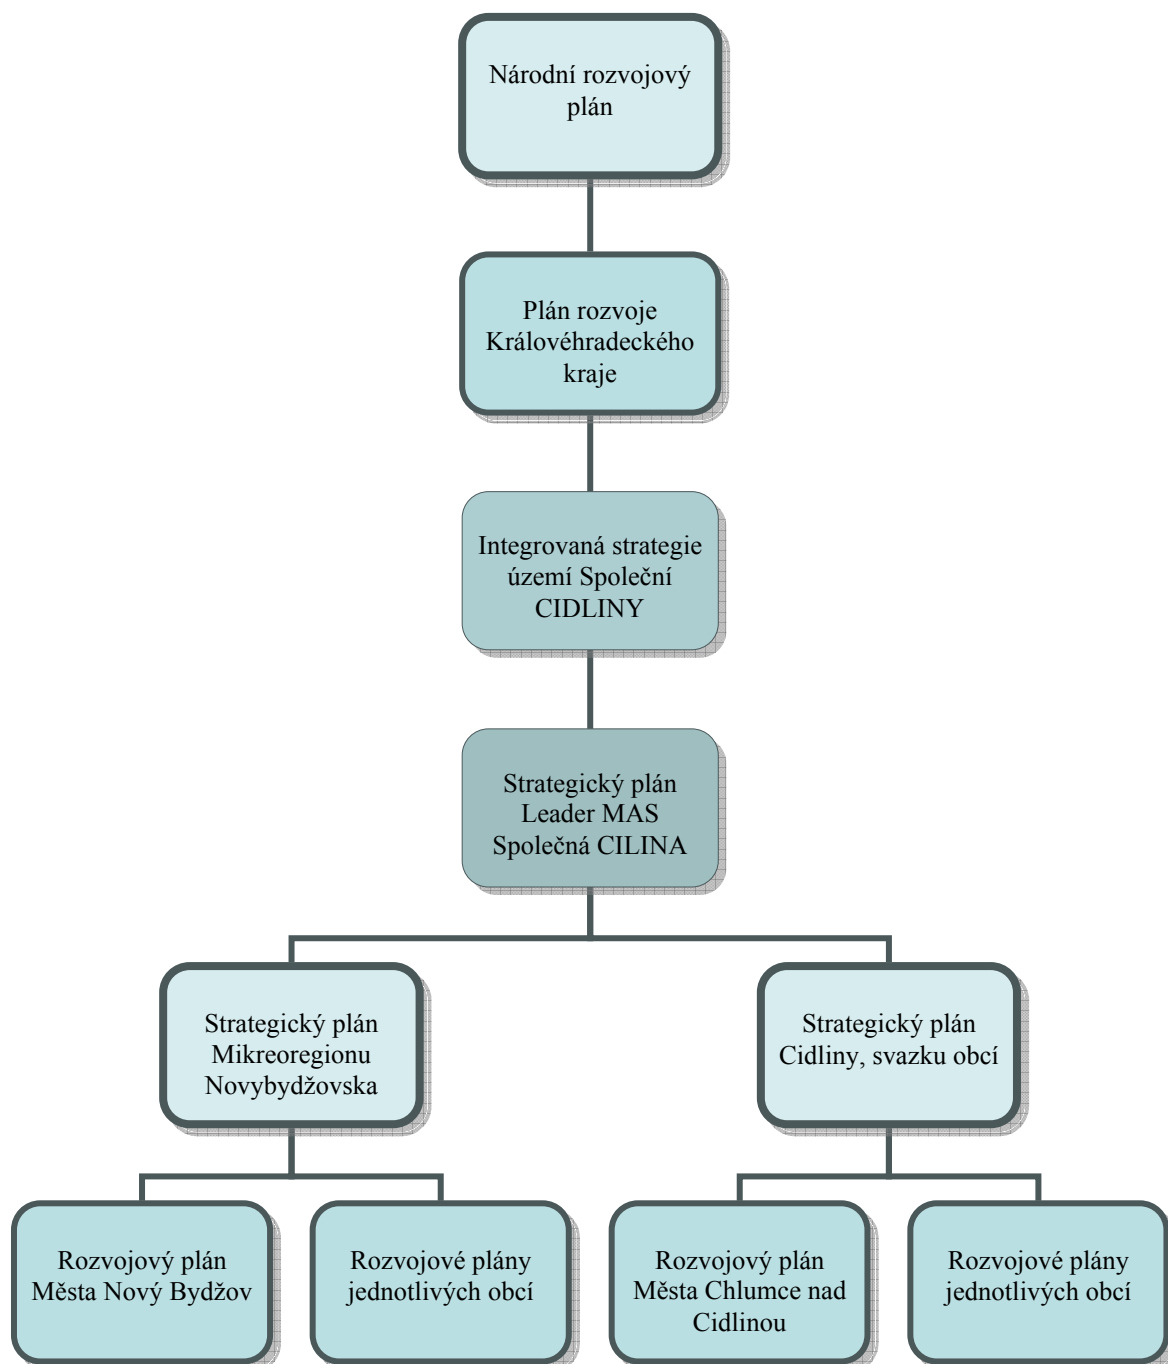 Národní rozvojový
plán
Plán rozvoje
Královéhradeckého
kraje
Integrovaná strategie
území Společní
CIDLINY
Strategický plán
Leader MAS
Společná CILINA
Strategický plán
Mikreoregionu
Novybydžovska
Strategický plán
Cidliny, svazku obcí
Rozvojový plán
Města Nový Bydžov
Rozvojové plány
jednotlivých obcí
Rozvojový plán
Města Chlumce nad
Cidlinou
Rozvojové plány
jednotlivých obcí